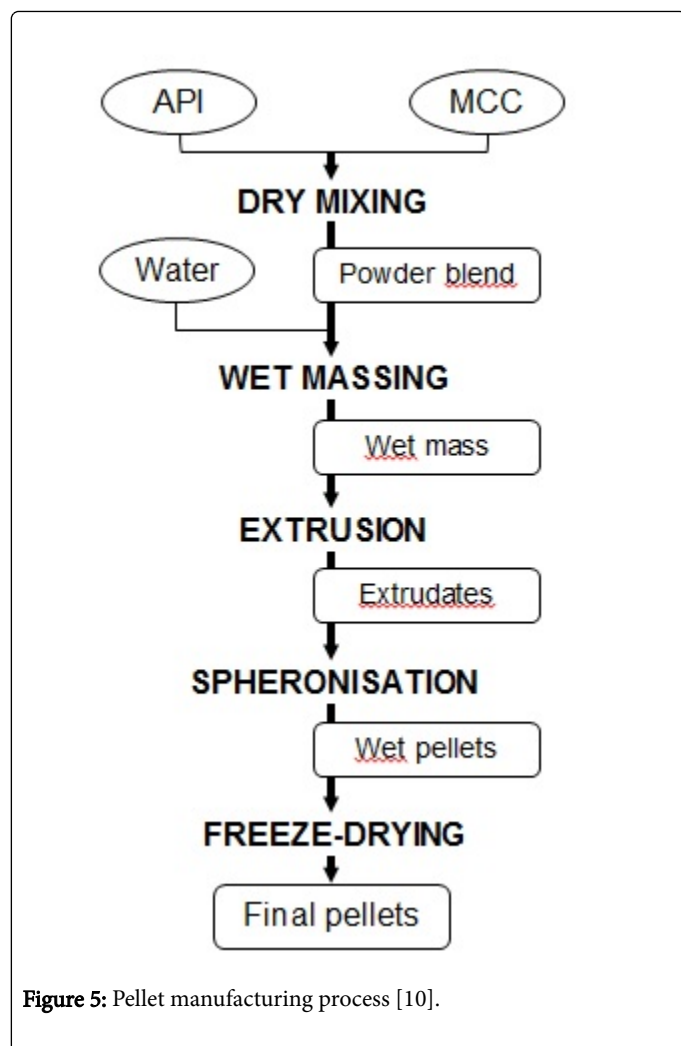 API
MCC
DRY MIXING
Water
Powder blend
WET MASSING
Wet mass
EXTRUSION
Extrudates
SPHERONISATION
Wet pellets
FREEZE-DRYING
Final pellets
Figure 5: Pellet manufacturing process [10].